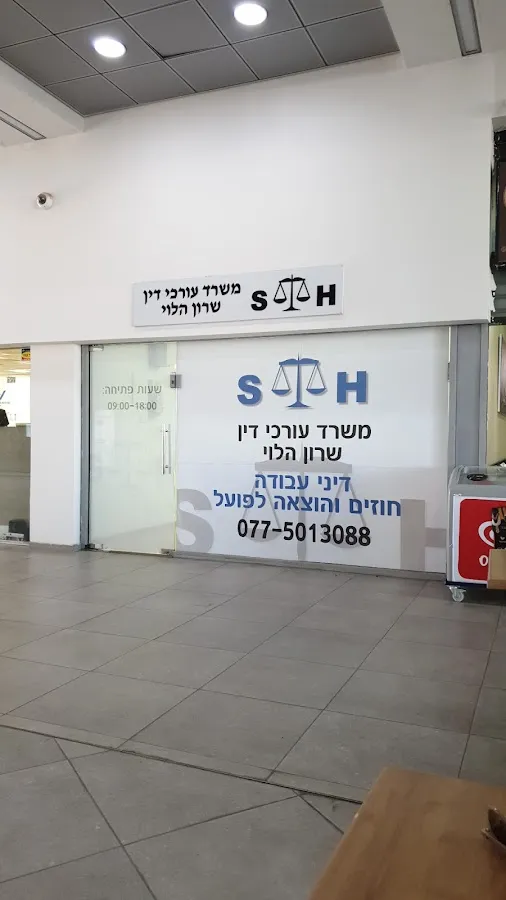 משרד עורכי דין
שרון הלוי
S H
שעות פתיחה:
09:00-18:00
S H
משרד עורכי דין
שרון הלוי
דיני עבודה
חוזים והוצאה לפועל
077-5013088
S H